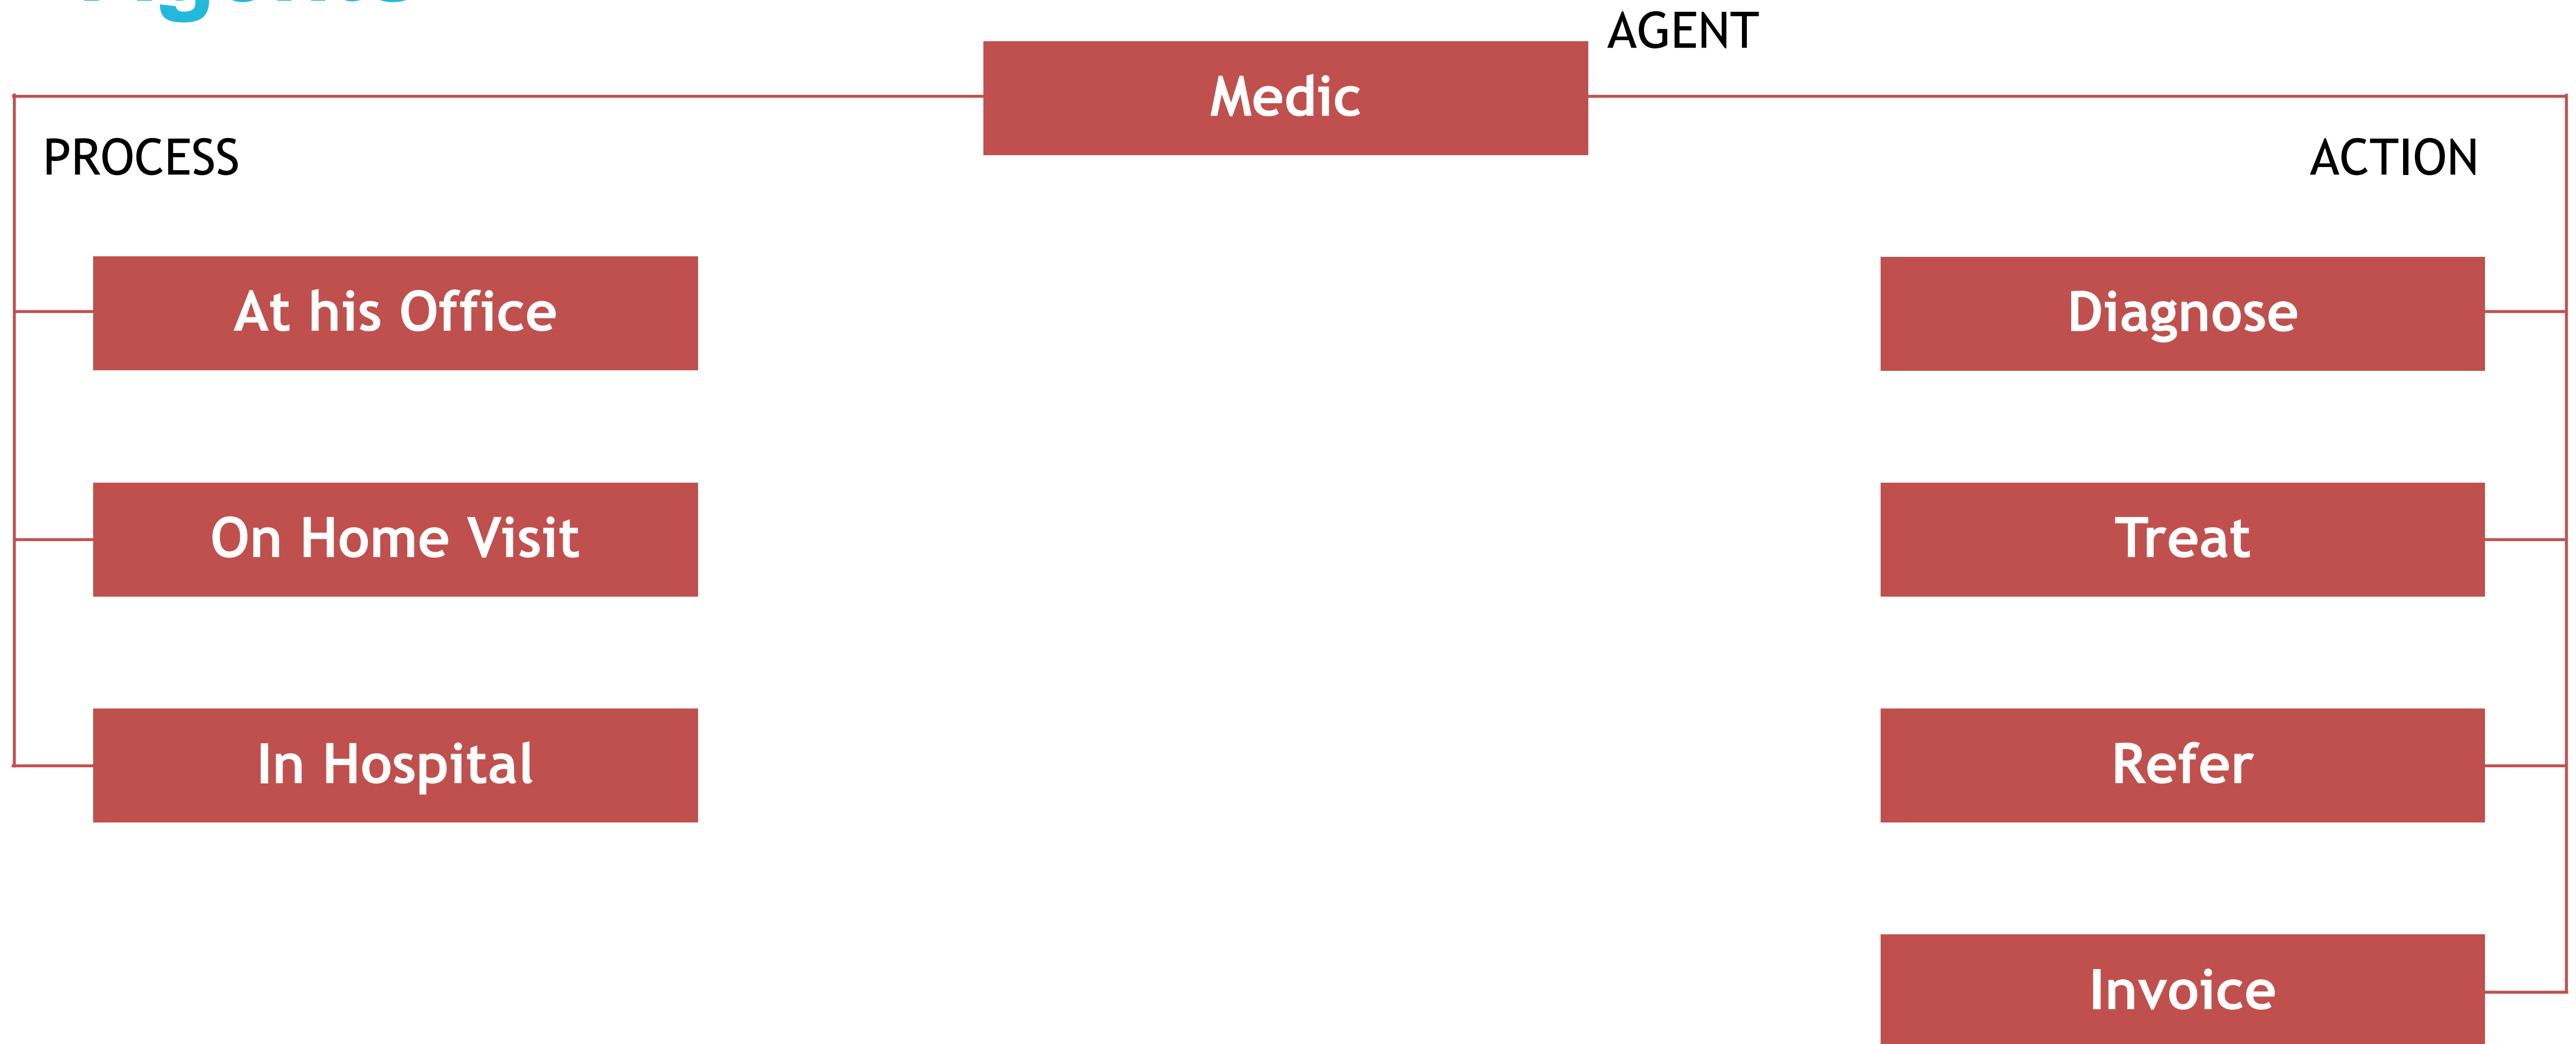 AGENT
Medic
PROCESS
ACTION
At his Office
Diagnose
On Home Visit
Treat
In Hospital
Refer
Invoice